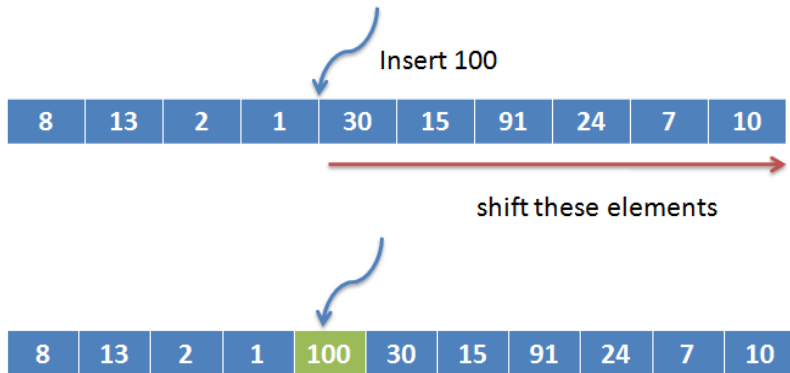 Insert 100
8 13 2 1 30 15 91 24 7 10
shift these elements
8 13 2 1 100 30 15 91 24 7 10